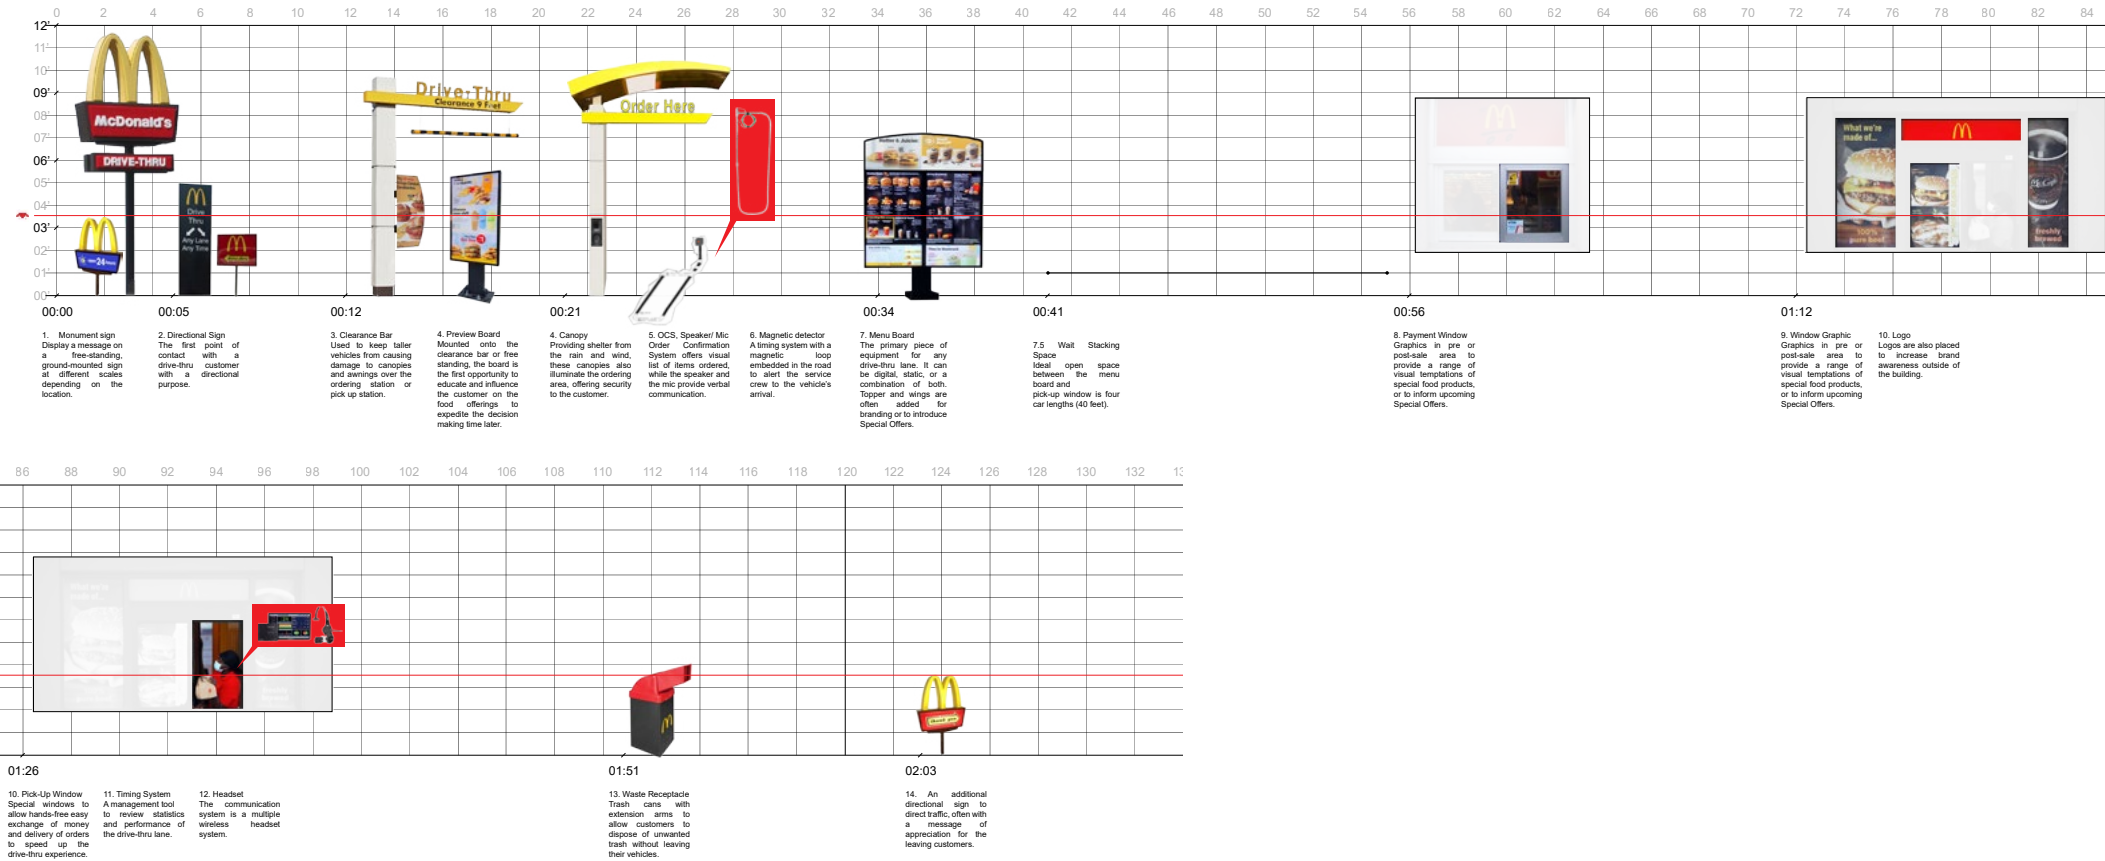 0 2 4 6 8 10 12 14 16 18 20 22 24 26 28 30 32 34 36 38 40 42 44 46 48 50 52 54 56 58 60 62 64 66 68 70 72 74 76 78 80 82 84
12'
11'
10'
09'
08'
07'
06'
05'
04'
03'
02'
01'
00'
McDonald's
DRIVE-THRU
24
Drive
Thru
Any Lane
Any Time
Drive-Thru
Clearance 9 Feet
Order Here
What we're
made of...
100%
pure beef
McCafé
freshly
brewed
00:00
00:05
00:12
00:21
00:34
00:41
00:56
01:12
1. Monument sign
Display a message on
a free-standing,
ground-mounted sign
at different scales
depending on the
location.
2. Directional Sign
The first point of
contact with a
drive-thru customer
with a directional
purpose.
3. Clearance Bar
Used to keep taller
vehicles from causing
damage to canopies
and awnings over the
ordering station or
pick up station.
4. Preview Board
Mounted onto the
clearance bar or free
standing, the board is
the first opportunity to
educate and influence
the customer on the
food offerings to
expedite the decision
making time later.
4. Canopy
Providing shelter from
the rain and wind,
these canopies also
illuminate the ordering
area, offering security
to the customer.
5. OCS, Speaker/ Mic
Order Confirmation
System offers visual
list of items ordered,
while the speaker and
the mic provide verbal
communication.
6. Magnetic detector
A timing system with a
magnetic loop
embedded in the road
to alert the service
crew to the vehicle's
arrival.
7. Menu Board
The primary piece of
equipment for any
drive-thru lane. It can
be digital, static, or a
combination of both.
Topper and wings are
often added for
branding or to introduce
Special Offers.
7.5 Wait Stacking
Space
Ideal open space
between the menu
board and
pick-up window is four
car lengths (40 feet).
8. Payment Window
Graphics in pre or
post-sale area to
provide a range of
visual temptations of
special food products,
or to inform upcoming
Special Offers.
9. Window Graphic
Graphics in pre or
post-sale area to
provide a range of
visual temptations of
special food products,
or to inform upcoming
Special Offers.
10. Logo
Logos are also placed
to increase brand
awareness outside of
the building.
86 88 90 92 94 96 98 100 102 104 106 108 110 112 114 116 118 120 122 124 126 128 130 132
What we're
made of...
thank you
01:26
01:51
02:03
10. Pick-Up Window
Special windows to
allow hands-free easy
exchange of money
and delivery of orders
to speed up the
drive-thru experience.
11. Timing System
A management tool
to review statistics
and performance of
the drive-thru lane.
12. Headset
The communication
system is a multiple
wireless headset
system.
13. Waste Receptacle
Trash cans with
extension arms to
allow customers to
dispose of unwanted
trash without leaving
their vehicles.
14. An additional
directional sign to
direct traffic, often with
a message of
appreciation for the
leaving customers.